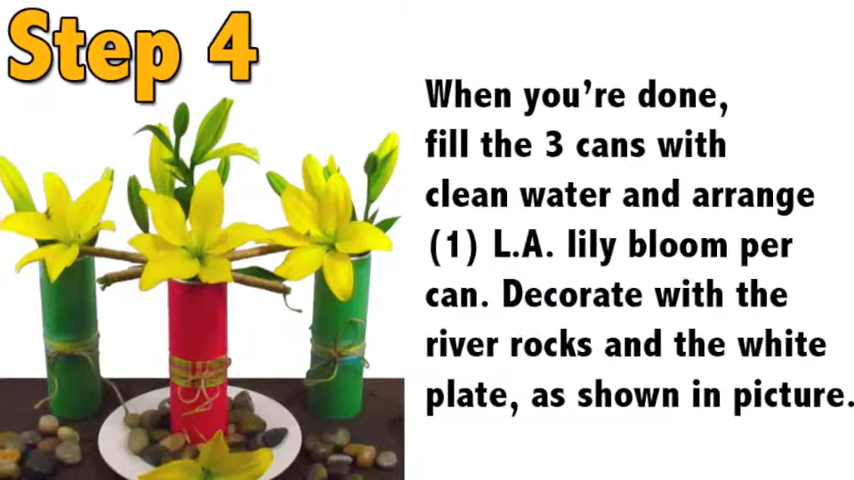 Step 4
When you're done,
fill the 3 cans with
clean water and arrange
(1) L.A. lily bloom per
can. Decorate with the
river rocks and the white
plate, as shown in picture.